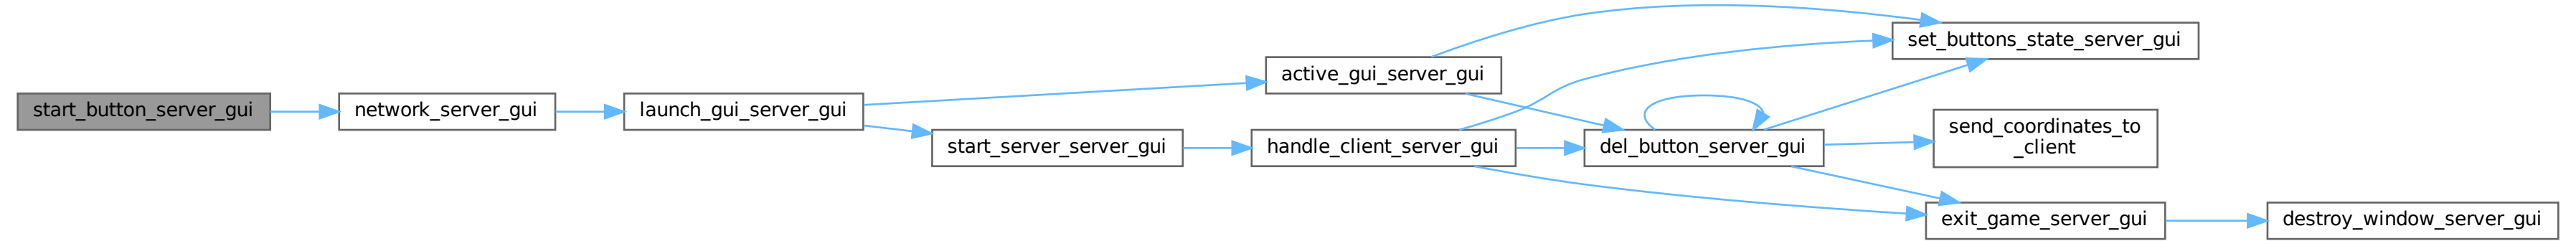 start_button_server_gui
network_server_gui
launch_gui_server_gui
active_gui_server_gui
start_server_server_gui
handle_client_server_gui
del_button_server_gui
set_buttons_state_server_gui
send_coordinates_to
_client
exit_game_server_gui
destroy_window_server_gui